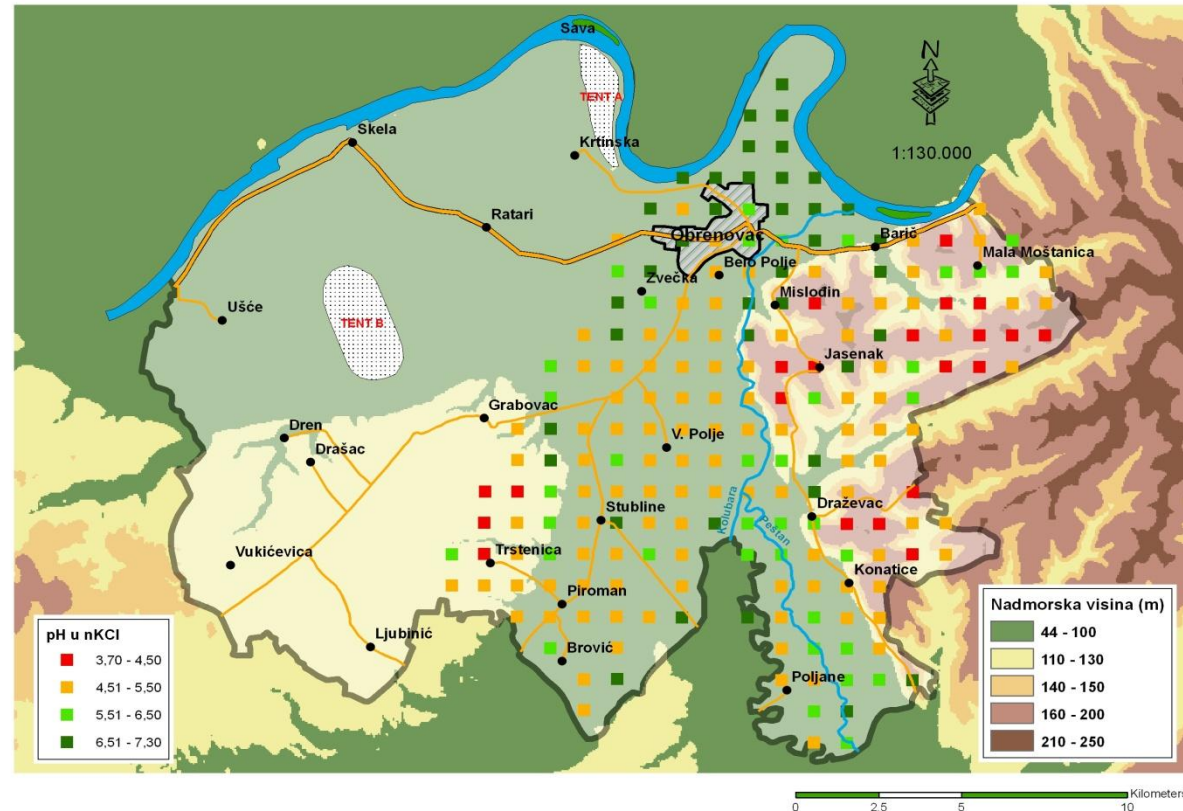 Sava
N
TENT A
Skela
Krtinska
1:130.000
Ratari
Obrenovac
Barič
Mala Moštanica
Belo Polje
Zvečka
Mislođin
Ušće
TENT B
Jasenak
Grabovac
Dren
V. Polje
Drašac
Kolubara
Peštan
Draževac
Stubline
Vukićevica
Trstenica
Konatice
Piroman
Ljubinić
Brović
Poljane
pH u nKCl
3,70 - 4,50
4,51 - 5,50
5,51 - 6,50
6,51 - 7,30
Nadmorska visina (m)
44 - 100
110 - 130
140 - 150
160 - 200
210 - 250
Kilometers
0 2.5 5 10